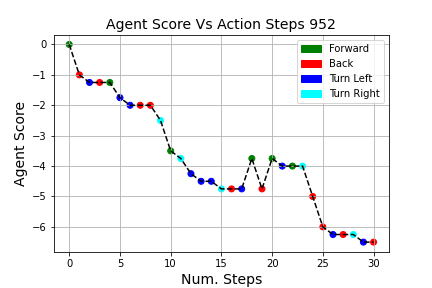 Agent Score Vs Action Steps 952
Agent Score
0
−1
−2
−3
−4
−5
−6
Forward
Back
Turn Left
Turn Right
0 5 10 15 20 25 30
Num. Steps